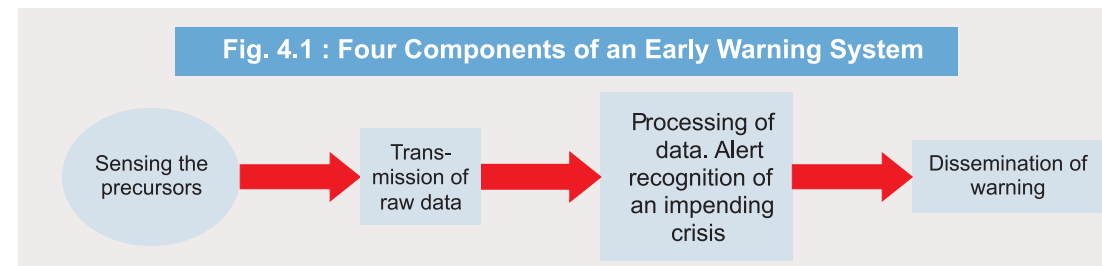 Fig. 4.1 : Four Components of an Early Warning System
Sensing the
precursors
Trans-
mission of
raw data
Processing of
data. Alert
recognition of
an impending
crisis
Dissemination of
warning